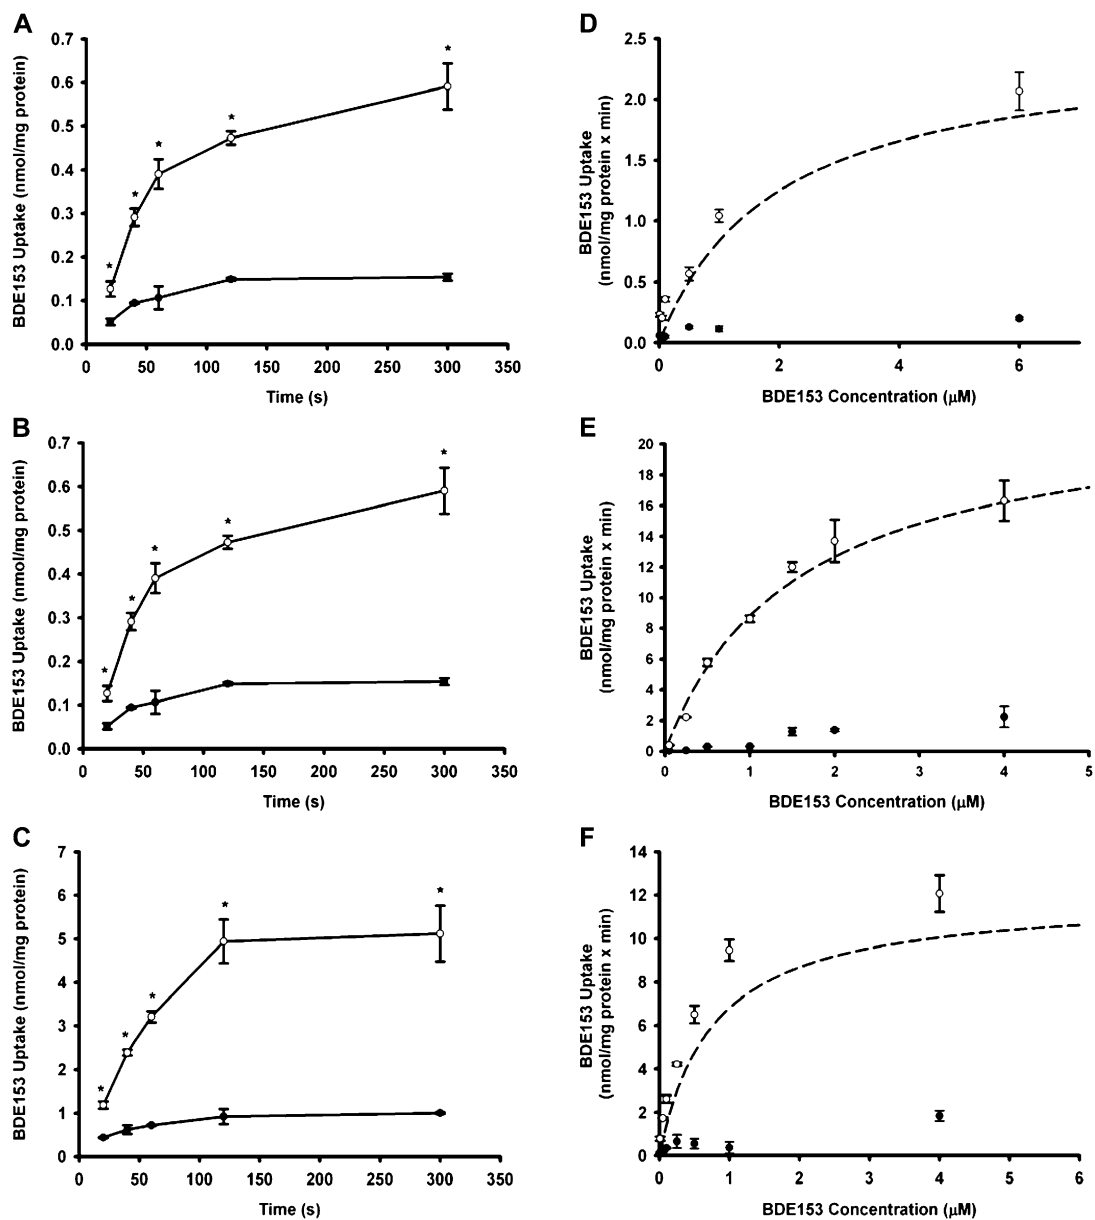 A
0.7
0.6
0.5
0.4
0.3
0.2
0.1
0.0
BDE153 Uptake (nmol/mg protein)
* * * * *
0 50 100 150 200 250 300 350
Time (s)
D
2.5
2.0
1.5
1.0
0.5
0.0
BDE153 Uptake
(nmol/mg protein x min)
0 2 4 6
BDE153 Concentration (μM)
B
0.7
0.6
0.5
0.4
0.3
0.2
0.1
0.0
BDE153 Uptake (nmol/mg protein)
* * * * *
0 50 100 150 200 250 300 350
Time (s)
E
20
18
16
14
12
10
8
6
4
2
0
BDE153 Uptake
(nmol/mg protein x min)
0 1 2 3 4 5
BDE153 Concentration (μM)
C
7
6
5
4
3
2
1
0
BDE153 Uptake (nmol/mg protein)
* * * * *
0 50 100 150 200 250 300 350
Time (s)
F
14
12
10
8
6
4
2
0
BDE153 Uptake
(nmol/mg protein x min)
0 1 2 3 4 5 6
BDE153 Concentration (μM)